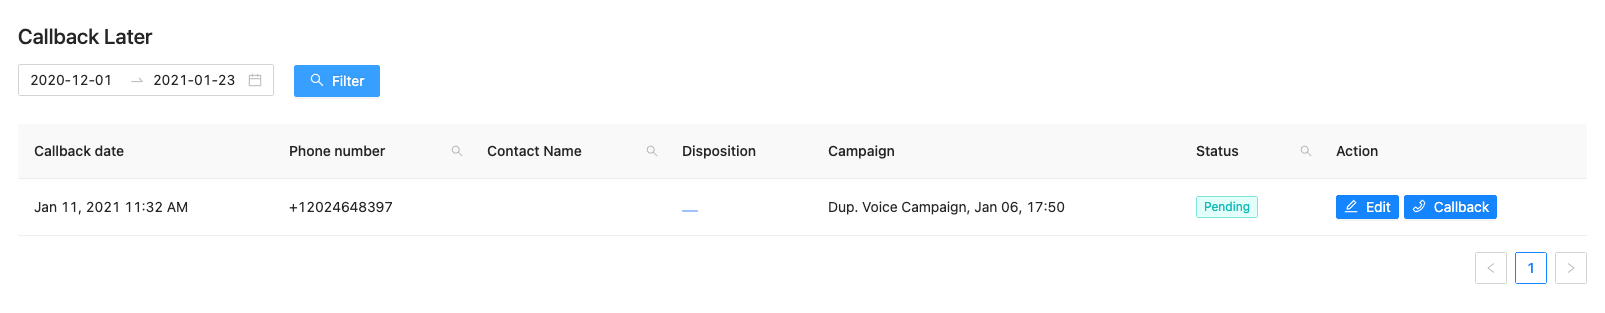 Callback Later
2020-12-01 → 2021-01-23 Filter
Callback date Phone number Contact Name Disposition Campaign Status Action
Jan 11, 2021 11:32 AM +12024648397 — Dup. Voice Campaign, Jan 06, 17:50 Pending Edit Callback
< 1 >